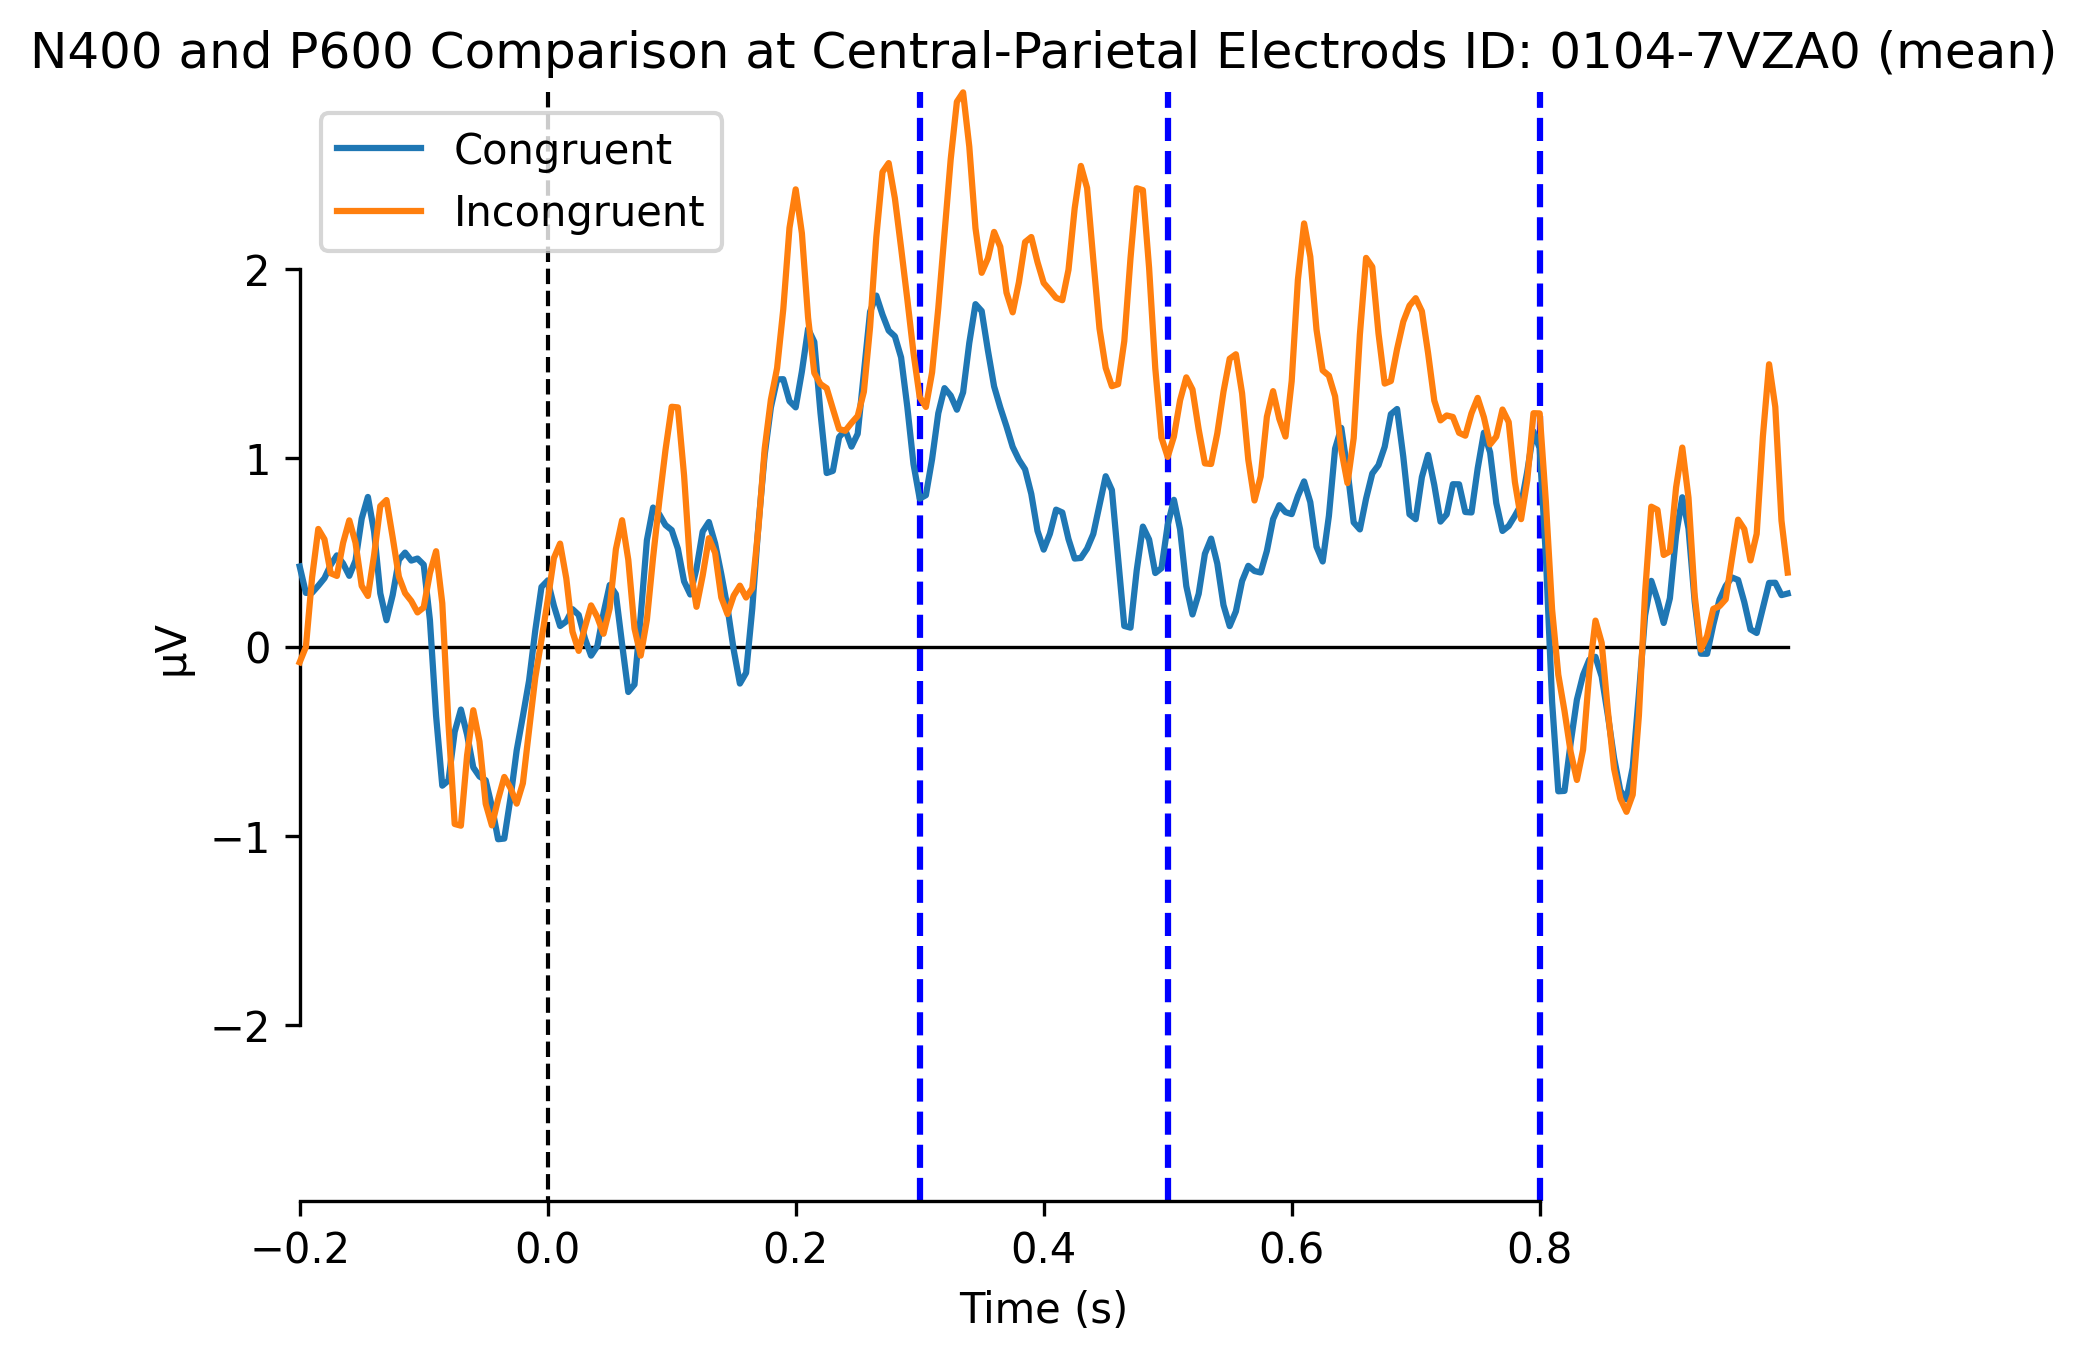 N400 and P600 Comparison at Central-Parietal Electrods ID: 0104-7VZA0 (mean)
Congruent
Incongruent
2
1
0
−1
−2
µV
−0.2 0.0 0.2 0.4 0.6 0.8
Time (s)